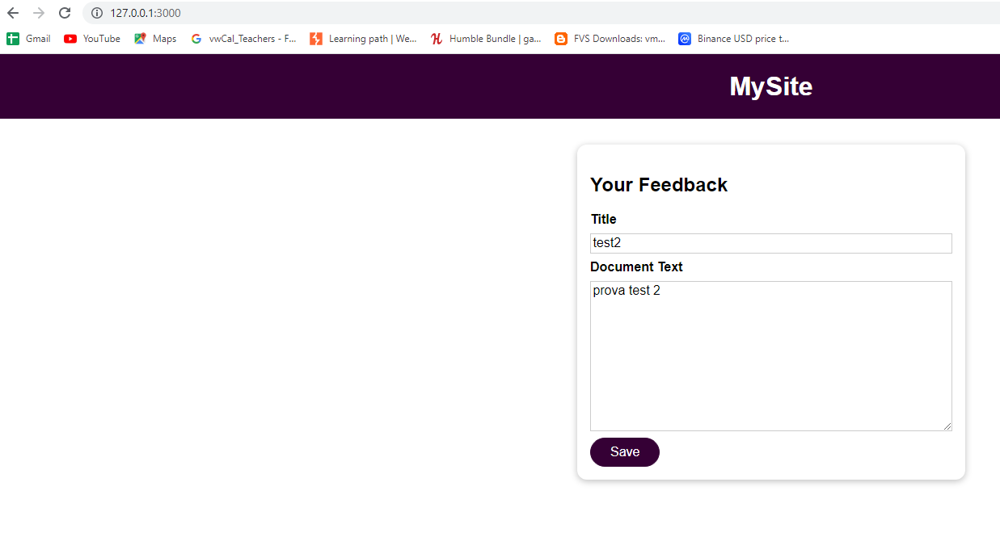 127.0.0.1:3000
Gmail YouTube Maps vwCal_Teachers - F... Learning path | We... Humble Bundle | ga... FVS Downloads: vm... Binance USD price t...
MySite
Your Feedback
Title
test2
Document Text
prova test 2
Save